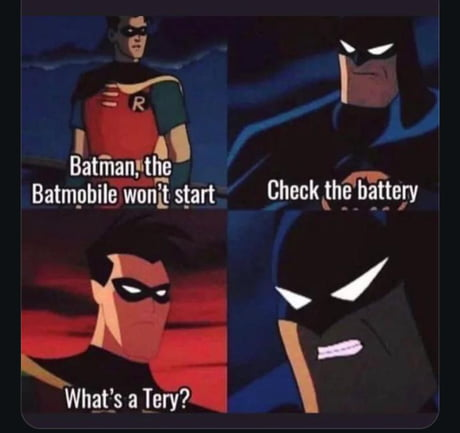 R
Batman, the
Batmobile won't start
Check the battery
What's a Tery?